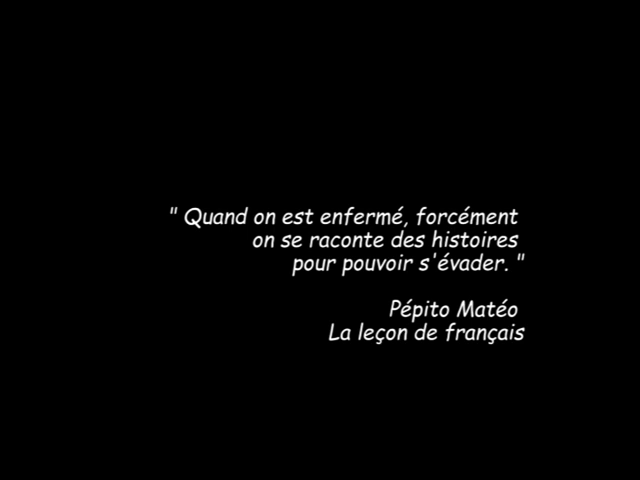 " Quand on est enfermé, forcément
on se raconte des histoires
pour pouvoir s'évader. "
Pépito Matéo
La leçon de français